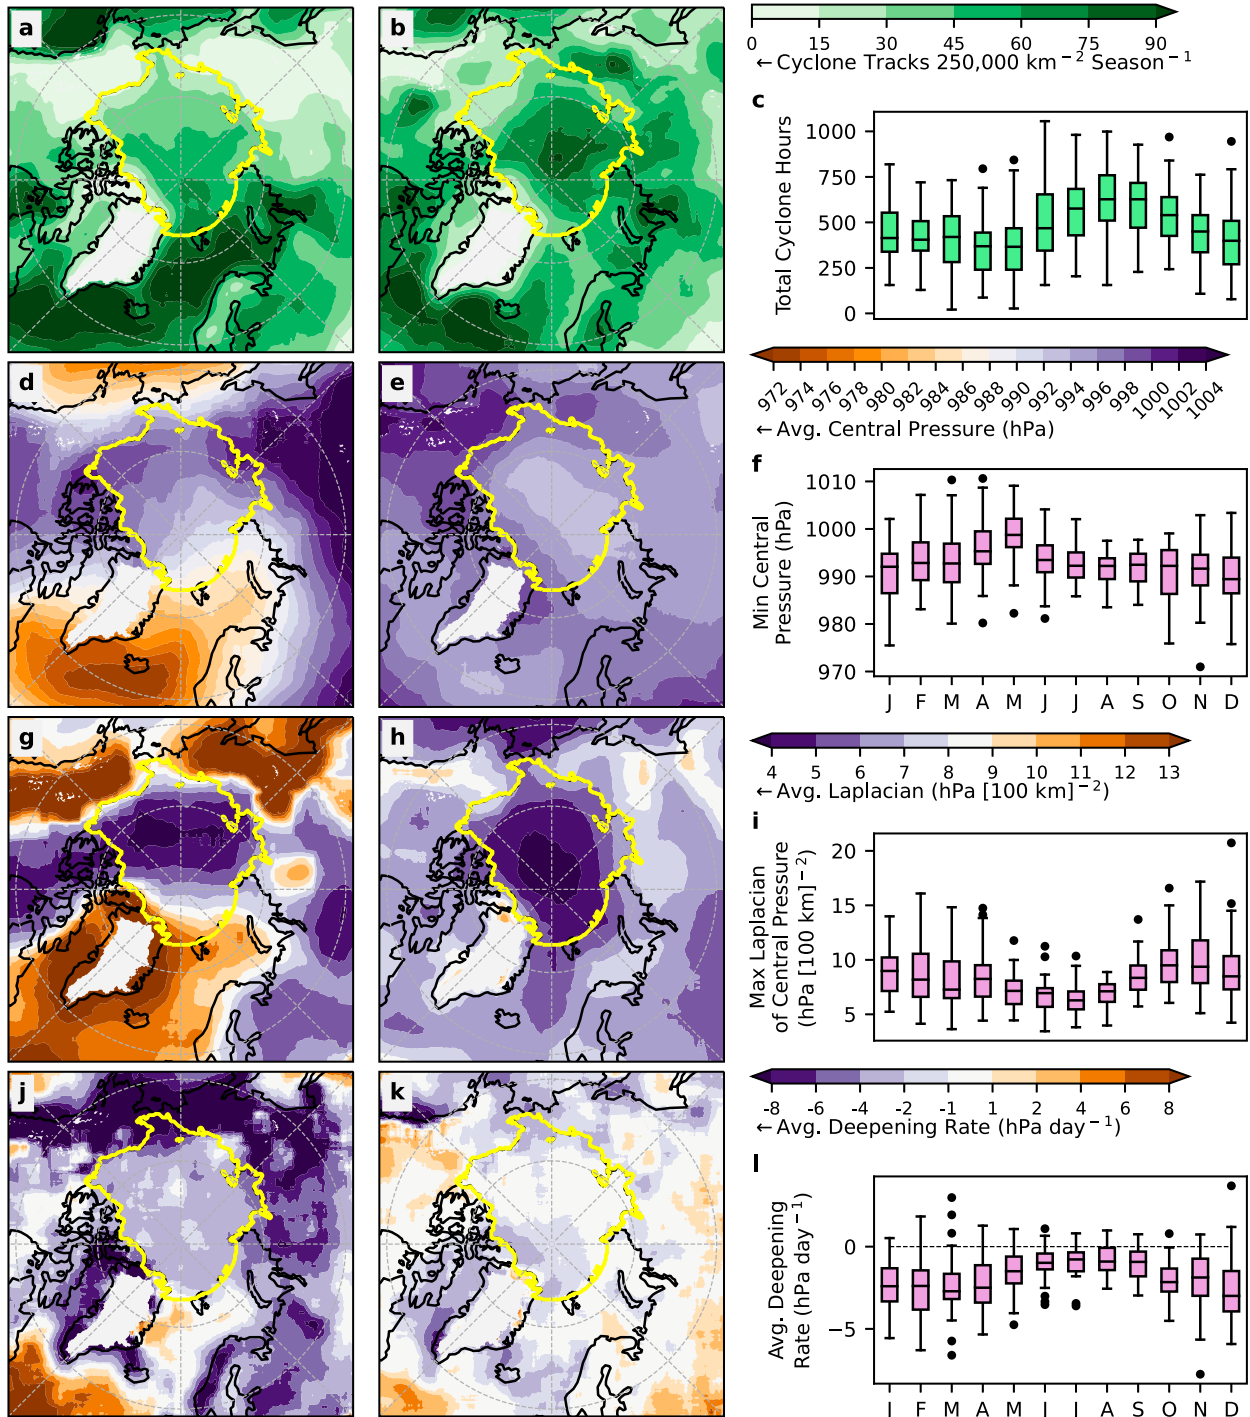 a
b
0 15 30 45 60 75 90
←Cyclone Tracks 250,000 km−2 Season−1
c
Total Cyclone Hours
1000
750
500
250
0
d
e
972 974 976 978 980 982 984 986 988 990 992 994 996 998 1000 1002 1004
←Avg. Central Pressure (hPa)
f
Min Central
Pressure (hPa)
1010
1000
990
980
970
J F M A M J J A S O N D
g
h
4 5 6 7 8 9 10 11 12 13
←Avg. Laplacian (hPa [100 km]−2)
i
Max Laplacian
of Central Pressure
(hPa [100 km]−2)
20
15
10
5
j
k
-8 -6 -4 -2 -1 1 2 4 6 8
←Avg. Deepening Rate (hPa day−1)
l
Avg. Deepening
Rate (hPa day−1)
0
−5
J F M A M J J A S O N D